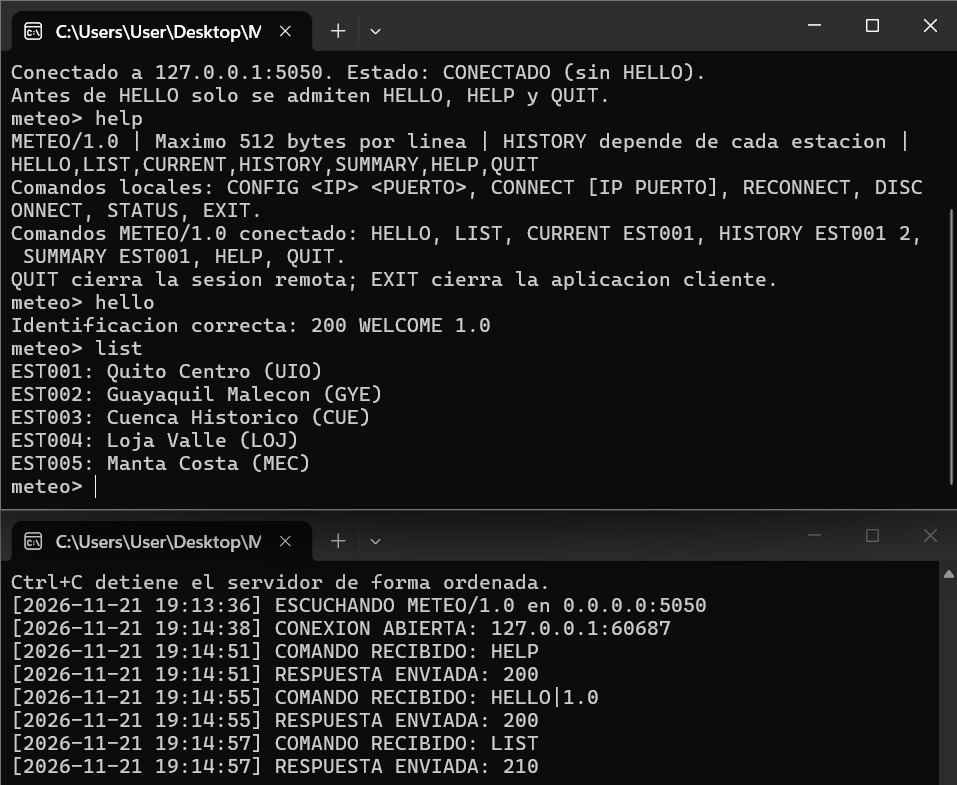 C:\Users\User\Desktop\M
Conectado a 127.0.0.1:5050. Estado: CONECTADO (sin HELLO).
Antes de HELLO solo se admiten HELLO, HELP y QUIT.
meteo> help
METEO/1.0 | Maximo 512 bytes por linea | HISTORY depende de cada estacion |
HELLO,LIST,CURRENT,HISTORY,SUMMARY,HELP,QUIT
Comandos locales: CONFIG <IP> <PUERTO>, CONNECT [IP PUERTO], RECONNECT, DISC
ONNECT, STATUS, EXIT.
Comandos METEO/1.0 conectado: HELLO, LIST, CURRENT EST001, HISTORY EST001 2,
 SUMMARY EST001, HELP, QUIT.
QUIT cierra la sesion remota; EXIT cierra la aplicacion cliente.
meteo> hello
Identificacion correcta: 200 WELCOME 1.0
meteo> list
EST001: Quito Centro (UIO)
EST002: Guayaquil Malecon (GYE)
EST003: Cuenca Historico (CUE)
EST004: Loja Valle (LOJ)
EST005: Manta Costa (MEC)
meteo>
C:\Users\User\Desktop\M
Ctrl+C detiene el servidor de forma ordenada.
[2026-11-21 19:13:36] ESCUCHANDO METEO/1.0 en 0.0.0.0:5050
[2026-11-21 19:14:38] CONEXION ABIERTA: 127.0.0.1:60687
[2026-11-21 19:14:51] COMANDO RECIBIDO: HELP
[2026-11-21 19:14:51] RESPUESTA ENVIADA: 200
[2026-11-21 19:14:55] COMANDO RECIBIDO: HELLO|1.0
[2026-11-21 19:14:55] RESPUESTA ENVIADA: 200
[2026-11-21 19:14:57] COMANDO RECIBIDO: LIST
[2026-11-21 19:14:57] RESPUESTA ENVIADA: 210